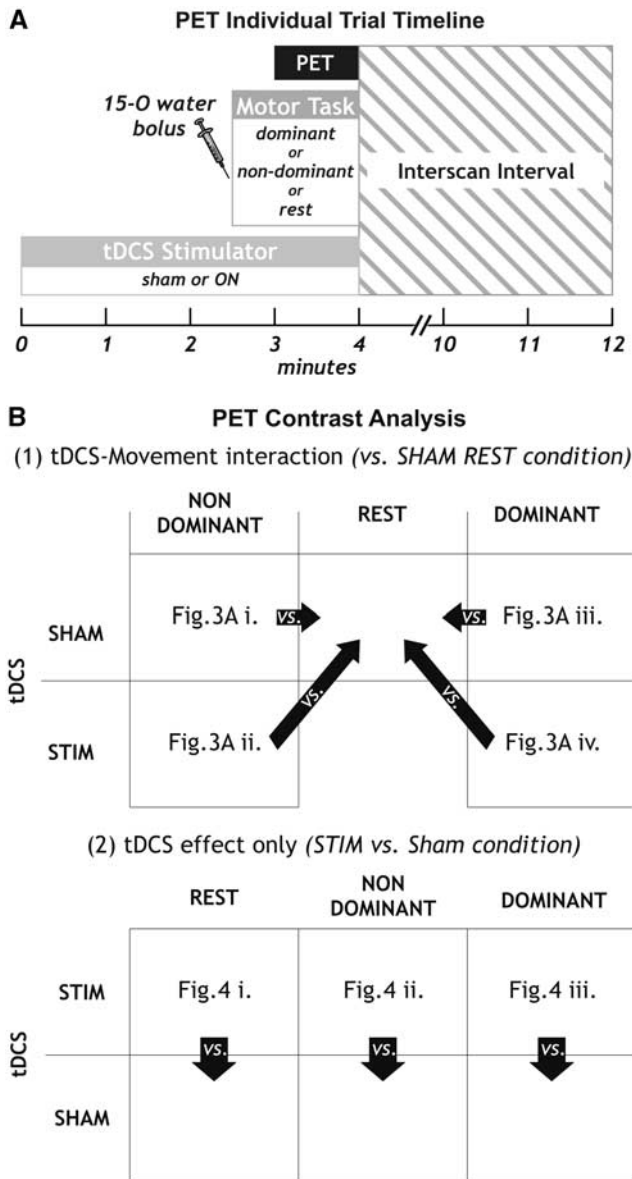 A PET Individual Trial Timeline
PET
15-O water
bolus
Motor Task
dominant
or
non-dominant
or
rest
Interscan Interval
tDCS Stimulator
sham or ON
0 1 2 3 4 10 11 12
minutes
B PET Contrast Analysis
(1) tDCS-Movement interaction (vs. SHAM REST condition)
NON
DOMINANT
REST
DOMINANT
tDCS
SHAM
Fig.3A i.
vs.
vs.
Fig.3A iii.
STIM
Fig.3A ii.
vs.
vs.
Fig.3A iv.
(2) tDCS effect only (STIM vs. Sham condition)
REST
NON
DOMINANT
DOMINANT
tDCS
STIM
Fig.4 i.
Fig.4 ii.
Fig.4 iii.
vs.
vs.
vs.
SHAM